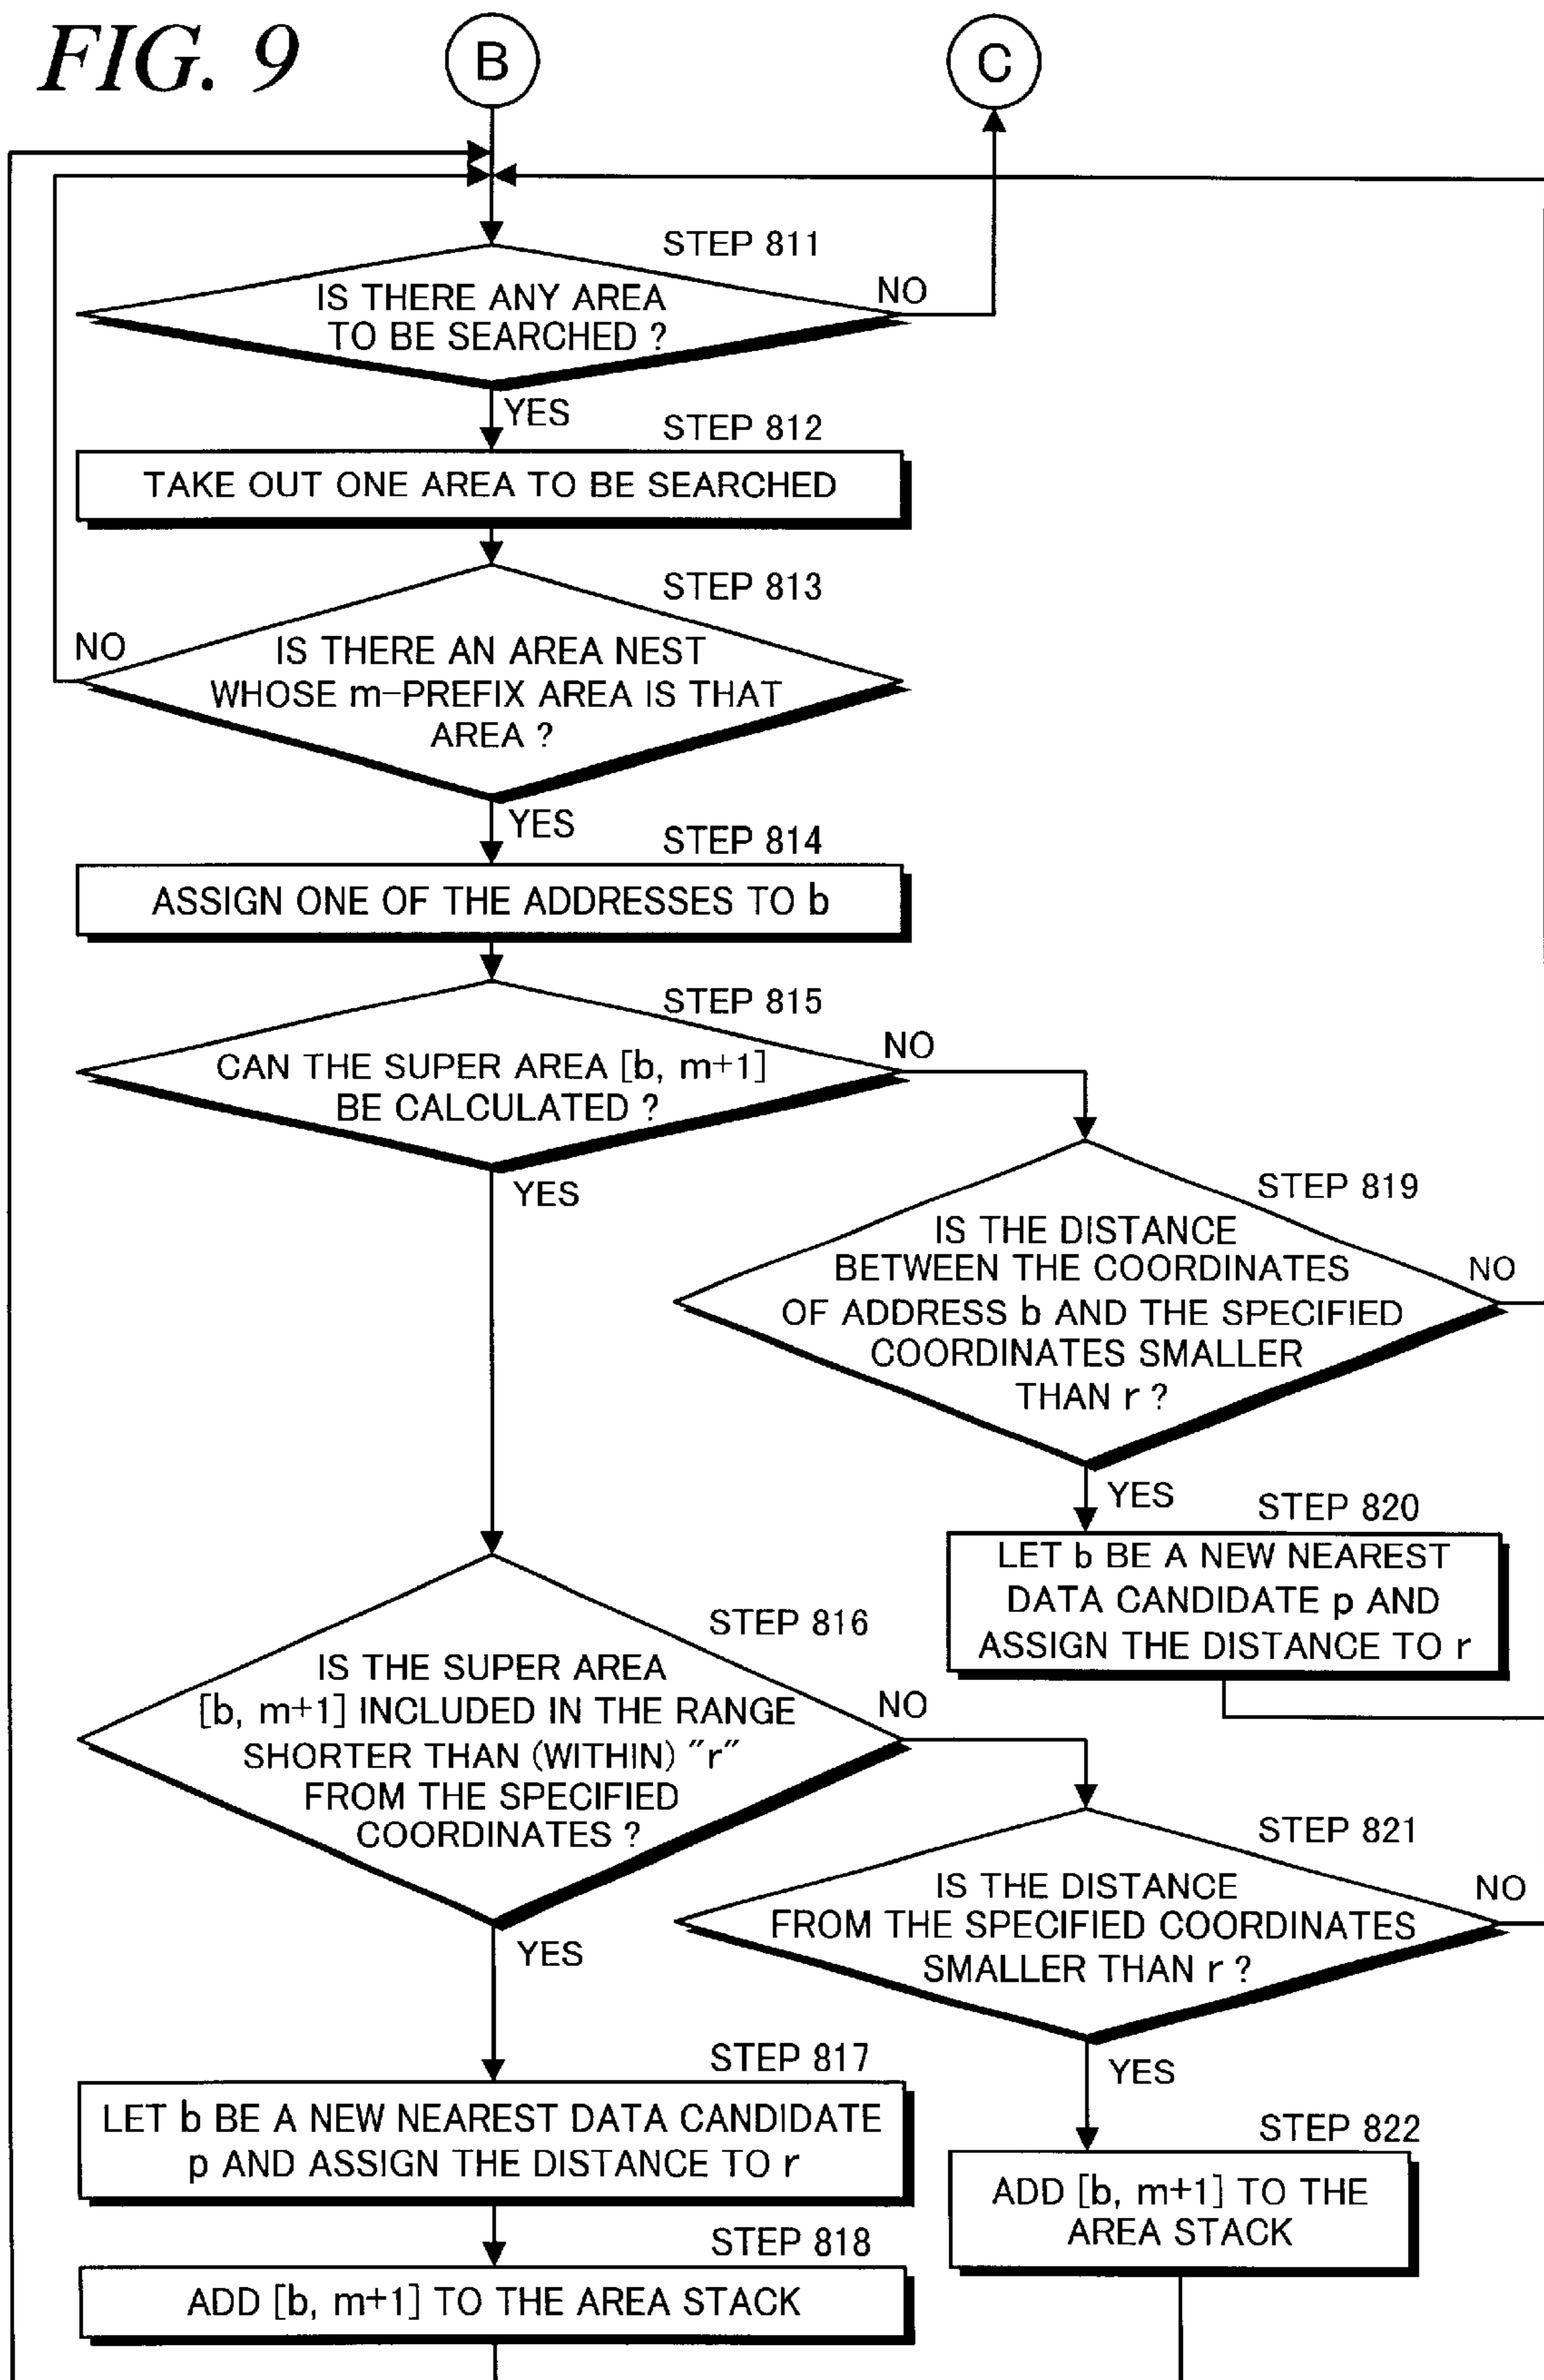 FIG. 9
B
C
STEP 811
IS THERE ANY AREA
TO BE SEARCHED ?
NO
YES
STEP 812
TAKE OUT ONE AREA TO BE SEARCHED
STEP 813
NO
IS THERE AN AREA NEST
WHOSE m-PREFIX AREA IS THAT
AREA ?
YES
STEP 814
ASSIGN ONE OF THE ADDRESSES TO b
STEP 815
NO
CAN THE SUPER AREA [b, m+1]
BE CALCULATED ?
YES
STEP 819
IS THE DISTANCE
BETWEEN THE COORDINATES
OF ADDRESS b AND THE SPECIFIED
COORDINATES SMALLER
THAN r ?
NO
YES
STEP 820
LET b BE A NEW NEAREST
DATA CANDIDATE p AND
ASSIGN THE DISTANCE TO r
STEP 816
IS THE SUPER AREA
[b, m+1] INCLUDED IN THE RANGE
SHORTER THAN (WITHIN) "r"
FROM THE SPECIFIED
COORDINATES ?
NO
YES
STEP 821
IS THE DISTANCE
FROM THE SPECIFIED COORDINATES
SMALLER THAN r ?
NO
YES
STEP 817
LET b BE A NEW NEAREST DATA CANDIDATE
p AND ASSIGN THE DISTANCE TO r
STEP 822
ADD [b, m+1] TO THE
AREA STACK
STEP 818
ADD [b, m+1] TO THE AREA STACK